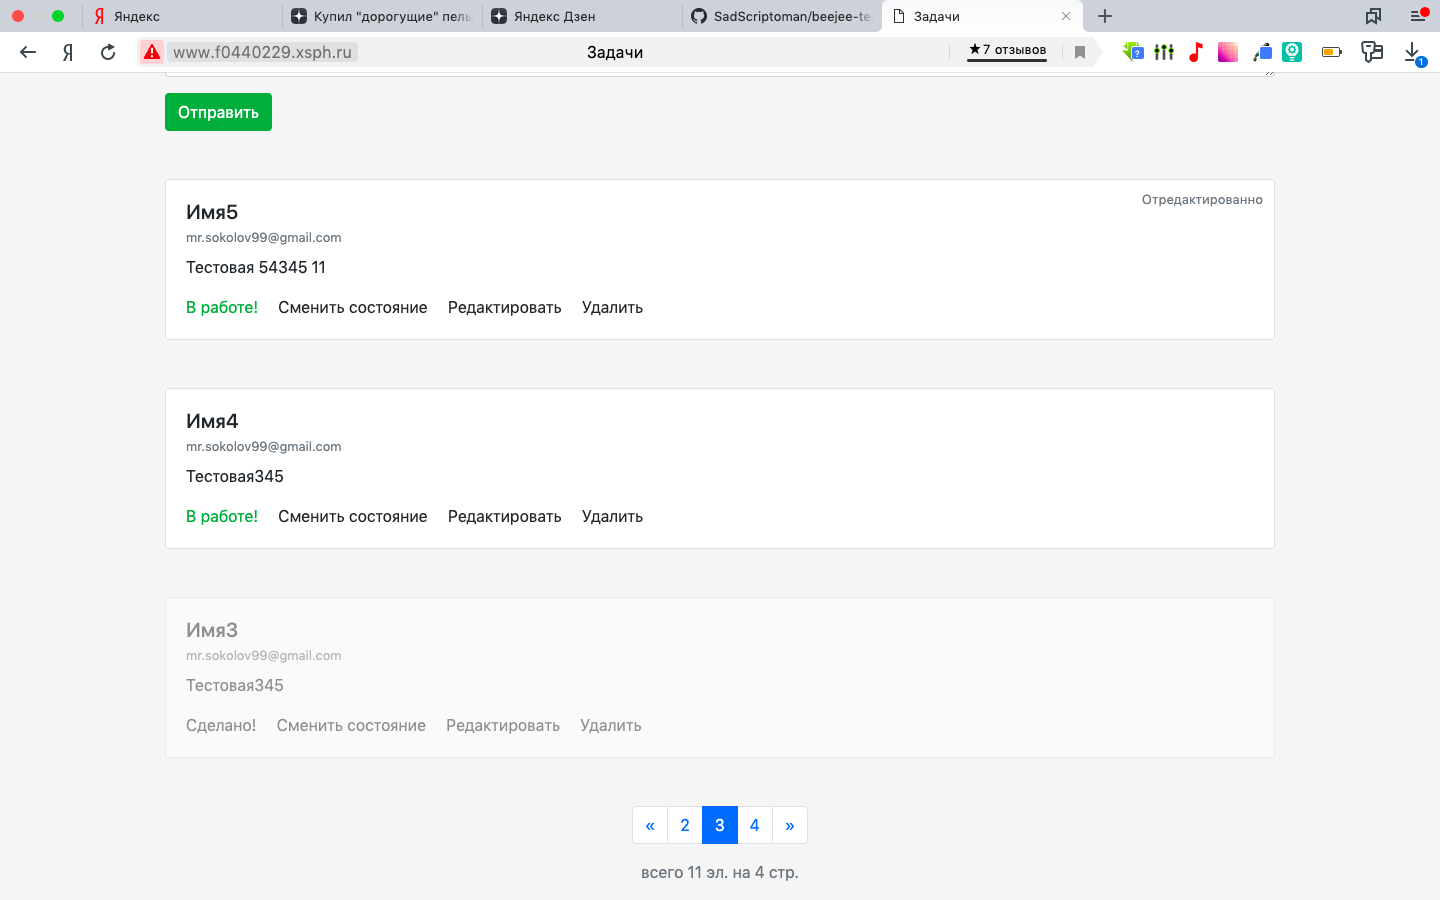 Яндекс
Купил "дорогущие" пель
Яндекс Дзен
SadScriptoman/beejee-te
Задачи
www.f0440229.xsph.ru
Задачи
★7 отзывов
1
Отправить
Имя5
Отредактированно
mr.sokolov99@gmail.com
Тестовая 54345 11
В работе! Сменить состояние Редактировать Удалить
Имя4
mr.sokolov99@gmail.com
Тестовая345
В работе! Сменить состояние Редактировать Удалить
Имя3
mr.sokolov99@gmail.com
Тестовая345
Сделано! Сменить состояние Редактировать Удалить
« 2 3 4 »
всего 11 эл. на 4 стр.